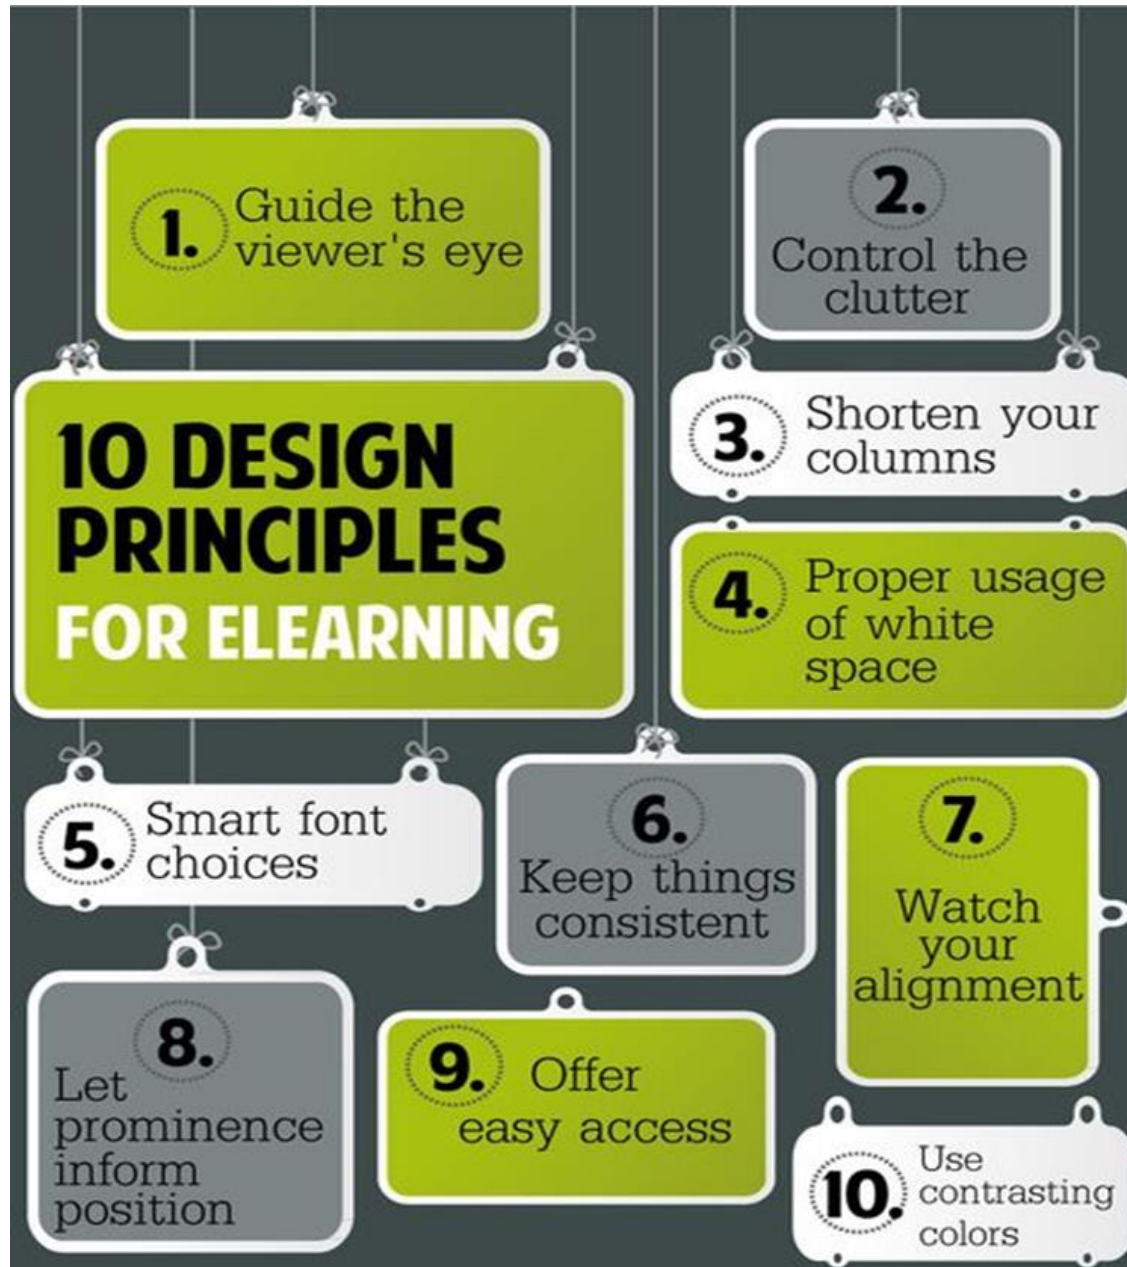 1. Guide the
viewer's eye
2.
Control the
clutter
10 DESIGN
PRINCIPLES
FOR ELEARNING
3. Shorten your
columns
4. Proper usage
of white
space
5. Smart font
choices
6.
Keep things
consistent
7.
Watch
your
alignment
8.
Let
prominence
inform
position
9. Offer
easy access
10. Use
contrasting
colors